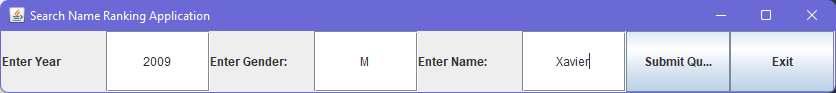 Search Name Ranking Application
Enter Year 2009 Enter Gender: M Enter Name: Xavier Submit Qu... Exit